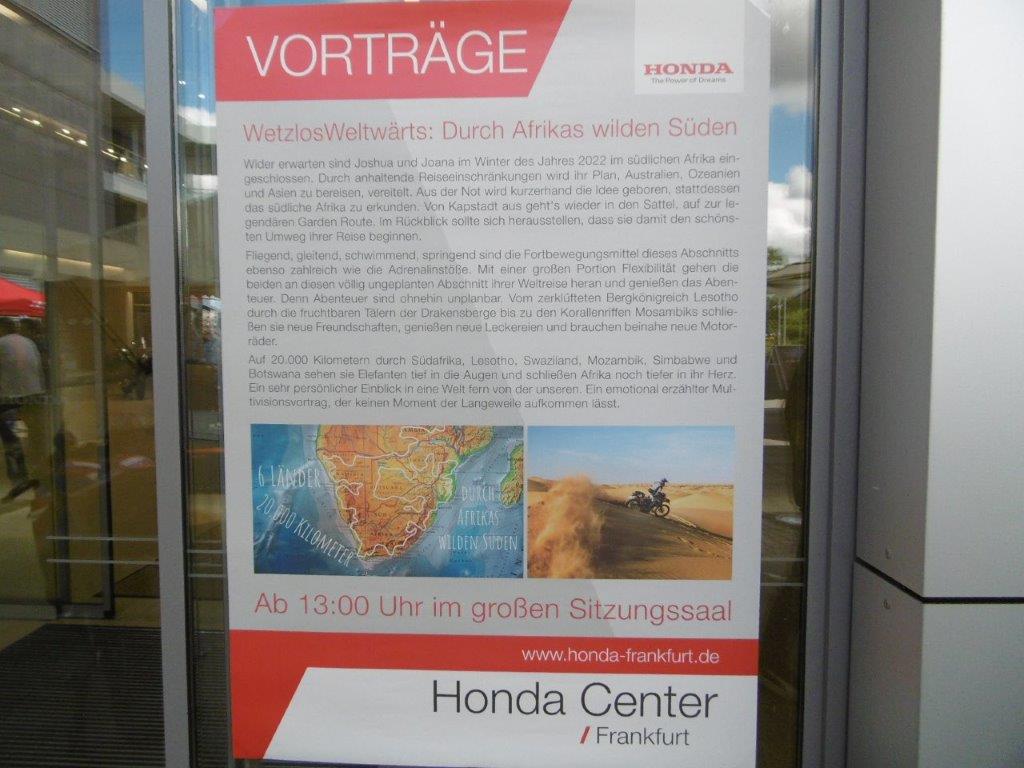 VORTRÄGE
HONDA
The Power of Dreams
WetzlosWeltwärts: Durch Afrikas wilden Süden
Wider erwarten sind Joshua und Joana im Winter des Jahres 2022 im südlichen Afrika ein-
geschlossen. Durch anhaltende Reiseeinschränkungen wird ihr Plan, Australien, Ozeanien
und Asien zu bereisen, vereitelt. Aus der Not wird kurzerhand die Idee geboren, stattdessen
das südliche Afrika zu erkunden. Von Kapstadt aus geht's wieder in den Sattel, auf zur le-
gendären Garden Route. Im Rückblick sollte sich herausstellen, dass sie damit den schöns-
ten Umweg ihrer Reise beginnen.
Fliegend, gleitend, schwimmend, springend sind die Fortbewegungsmittel dieses Abschnitts
ebenso zahlreich wie die Adrenalinstöße. Mit einer großen Portion Flexibilität gehen die
beiden an diesen völlig ungeplanten Abschnitt ihrer Weltreise heran und genießen das Aben-
teuer. Denn Abenteuer sind ohnehin unplanbar. Vom zerklüfteten Bergkönigreich Lesotho
durch die fruchtbaren Tälern der Drakensberge bis zu den Korallenriffen Mosambiks schlie-
ßen sie neue Freundschaften, genießen neue Leckereien und brauchen beinahe neue Motor-
räder.
Auf 20.000 Kilometern durch Südafrika, Lesotho, Swaziland, Mozambik, Simbabwe und
Botswana sehen sie Elefanten tief in die Augen und schließen Afrika noch tiefer in ihr Herz.
Ein sehr persönlicher Einblick in eine Welt fern von der unseren. Ein emotional erzählter Mul-
tivisionsvortrag, der keinen Moment der Langeweile aufkommen lässt.
6 LÄNDER
20 000 KILOMETER
DURCH
AFRIKAS
WILDEN SÜDEN
Ab 13:00 Uhr im großen Sitzungssaal
www.honda-frankfurt.de
Honda Center
/ Frankfurt